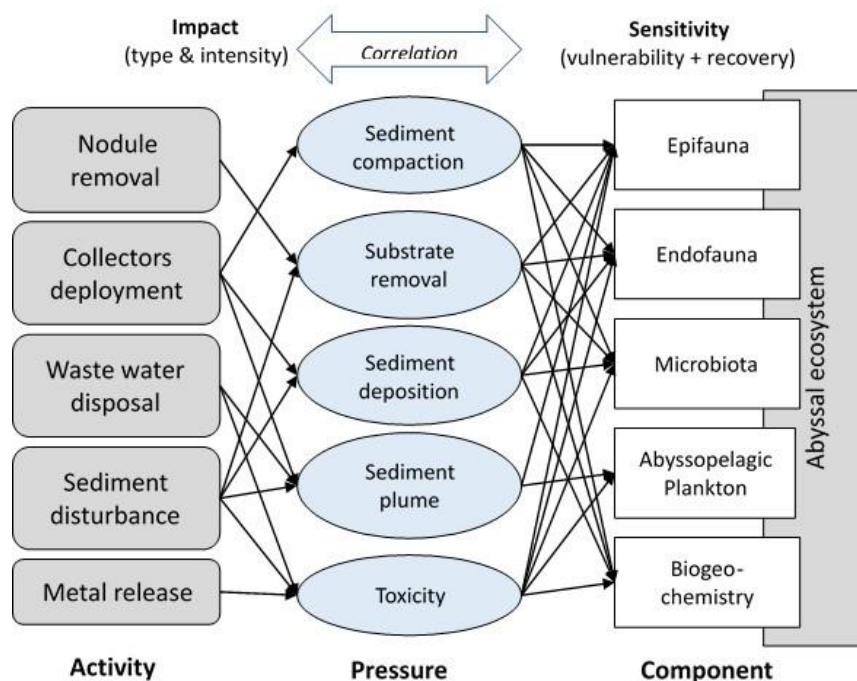 Impact
(type & intensity)
Correlation
Sensitivity
(vulnerability + recovery)
Nodule
removal
Collectors
deployment
Waste water
disposal
Sediment
disturbance
Metal release
Sediment
compaction
Substrate
removal
Sediment
deposition
Sediment
plume
Toxicity
Epifauna
Endofauna
Microbiota
Abyssopelagic
Plankton
Biogeo-
chemistry
Abyssal ecosystem
Activity
Pressure
Component